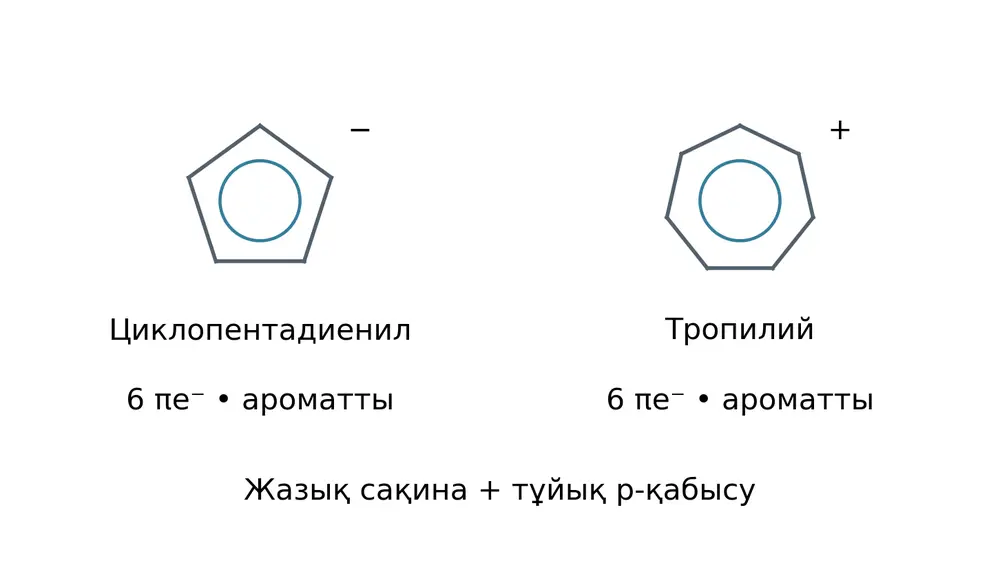 − +
Циклопентадиенил Тропилий
6 πe⁻ • ароматты 6 πe⁻ • ароматты
Жазық сақина + тұйық p-қабысу